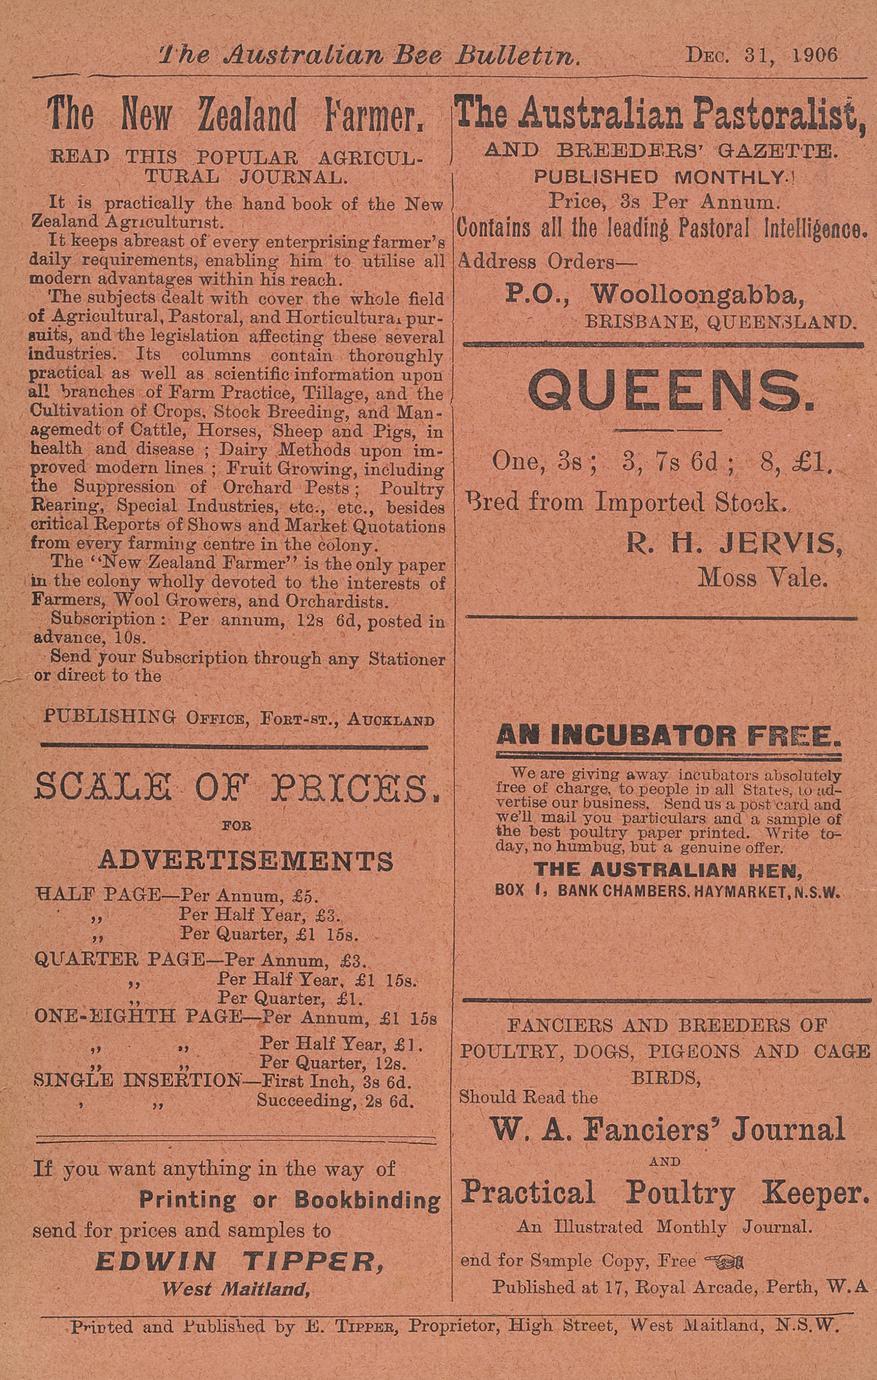 The Australian Bee Bulletin. DEC. 31, 1906
The New Zealand Farmer.
READ THIS POPULAR AGRICUL-
TURAL JOURNAL.
It is practically the hand book of the New
Zealand Agriculturist.
It keeps abreast of every enterprising farmer's
daily requirements, enabling him to utilise all
modern advantages within his reach.
The subjects dealt with cover the whole field
of Agricultural, Pastoral, and Horticultural pur-
suits, and the legislation affecting these several
industries. Its columns contain thoroughly
practical as well as scientific information upon
all branches of Farm Practice, Tillage, and the
Cultivation of Crops, Stock Breeding, and Man-
agemedt of Cattle, Horses, Sheep and Pigs, in
health and disease ; Dairy Methods upon im-
proved modern lines ; Fruit Growing, including
the Suppression of Orchard Pests ; Poultry
Rearing, Special Industries, etc., etc., besides
critical Reports of Shows and Market Quotations
from every farming centre in the colony.
The "New Zealand Farmer" is the only paper
in the colony wholly devoted to the interests of
Farmers, Wool Growers, and Orchardists.
Subscription : Per annum, 12s 6d, posted in
advance, 10s.
Send your Subscription through any Stationer
or direct to the
PUBLISHING OFFICE, FORT-ST., AUCKLAND
SCALE OF PRICES.
FOR
ADVERTISEMENTS
HALF PAGE—Per Annum, £5.
,, Per Half Year, £3.
,, Per Quarter, £1 15s.
QUARTER PAGE—Per Annum, £3.
,, Per Half Year, £1 15s.
,, Per Quarter, £1.
ONE-EIGHTH PAGE—Per Annum, £1 15s
,, ,, Per Half Year, £1.
,, ,, Per Quarter, 12s.
SINGLE INSERTION—First Inch, 3s 6d.
, ,, Succeeding, 2s 6d.
If you want anything in the way of
Printing or Bookbinding
send for prices and samples to
EDWIN TIPPER,
West Maitland,
The Australian Pastoralist,
AND BREEDERS' GAZETTE.
PUBLISHED MONTHLY.
Price, 3s Per Annum.
Contains all the leading Pastoral Intelligence.
Address Orders—
P.O., Woolloongabba,
BRISBANE, QUEENSLAND.
QUEENS.
One, 3s ; 3, 7s 6d ; 8, £1.
Bred from Imported Stock.
R. H. JERVIS,
Moss Vale.
AN INCUBATOR FREE.
We are giving away incubators absolutely
free of charge, to people in all States, to ad-
vertise our business. Send us a post card and
we'll mail you particulars and a sample of
the best poultry paper printed. Write to-
day, no humbug, but a genuine offer.
THE AUSTRALIAN HEN,
BOX 1, BANK CHAMBERS, HAYMARKET, N.S.W.
FANCIERS AND BREEDERS OF
POULTRY, DOGS, PIGEONS AND CAGE
BIRDS,
Should Read the
W. A. Fanciers' Journal
AND
Practical Poultry Keeper.
An Illustrated Monthly Journal.
end for Sample Copy, Free
Published at 17, Royal Arcade, Perth, W.A
Printed and Published by E. TIPPER, Proprietor, High Street, West Maitland, N.S.W.